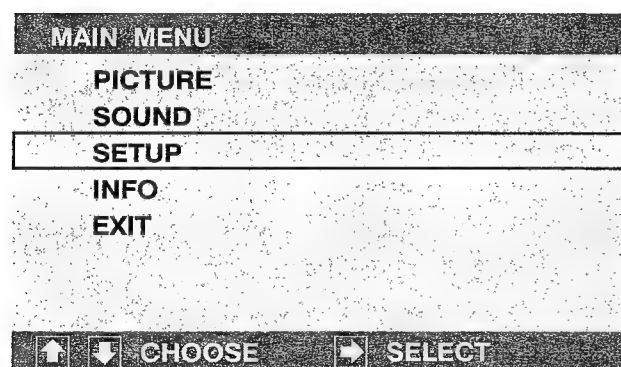 MAIN MENU
PICTURE
SOUND
SETUP
INFO
EXIT
CHOOSE SELECT